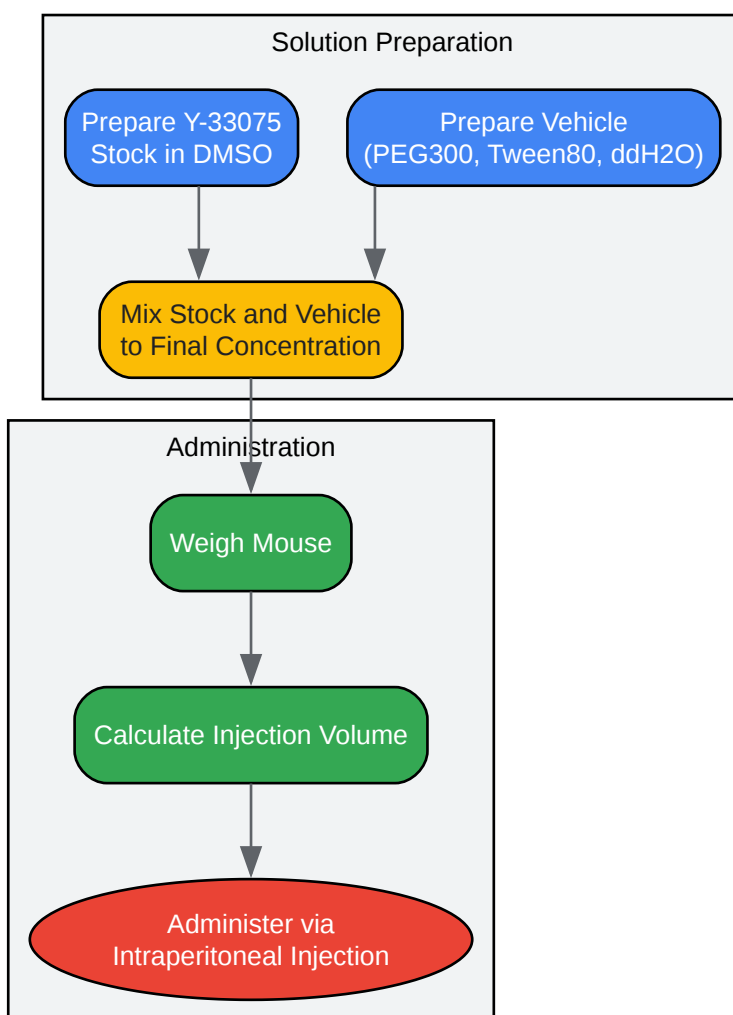 Solution Preparation
Prepare Y-33075
Stock in DMSO
Prepare Vehicle
(PEG300, Tween80, ddH2O)
Mix Stock and Vehicle
to Final Concentration
Administration
Weigh Mouse
Calculate Injection Volume
Administer via
Intraperitoneal Injection